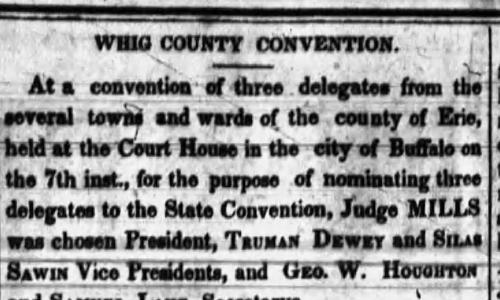 WHIG COUNTY CONVENTION.
At a convention of three delegates from the
several towns and wards of the county of Erie,
held at the Court House in the city of Buffalo on
the 7th inst., for the purpose of nominating three
delegates to the State Convention, Judge MILLS
was chosen President, TRUMAN DEWEY and SILAS
SAWIN Vice Presidents, and GEO. W. HOUGHTON
and